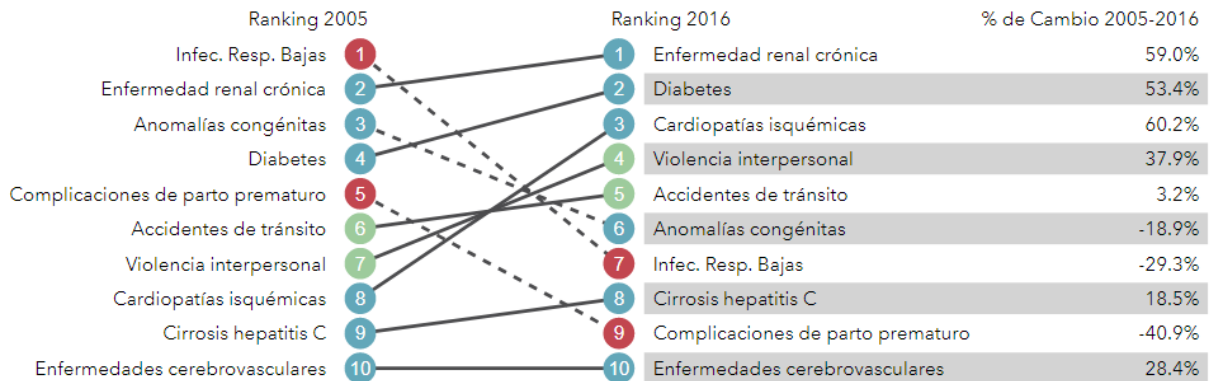 Ranking 2005 Ranking 2016 % de Cambio 2005-2016
Infec. Resp. Bajas 1 1 Enfermedad renal crónica 59.0%
Enfermedad renal crónica 2 2 Diabetes 53.4%
Anomalías congénitas 3 3 Cardiopatías isquémicas 60.2%
Diabetes 4 4 Violencia interpersonal 37.9%
Complicaciones de parto prematuro 5 5 Accidentes de tránsito 3.2%
Accidentes de tránsito 6 6 Anomalías congénitas -18.9%
Violencia interpersonal 7 7 Infec. Resp. Bajas -29.3%
Cardiopatías isquémicas 8 8 Cirrosis hepatitis C 18.5%
Cirrosis hepatitis C 9 9 Complicaciones de parto prematuro -40.9%
Enfermedades cerebrovasculares 10 10 Enfermedades cerebrovasculares 28.4%